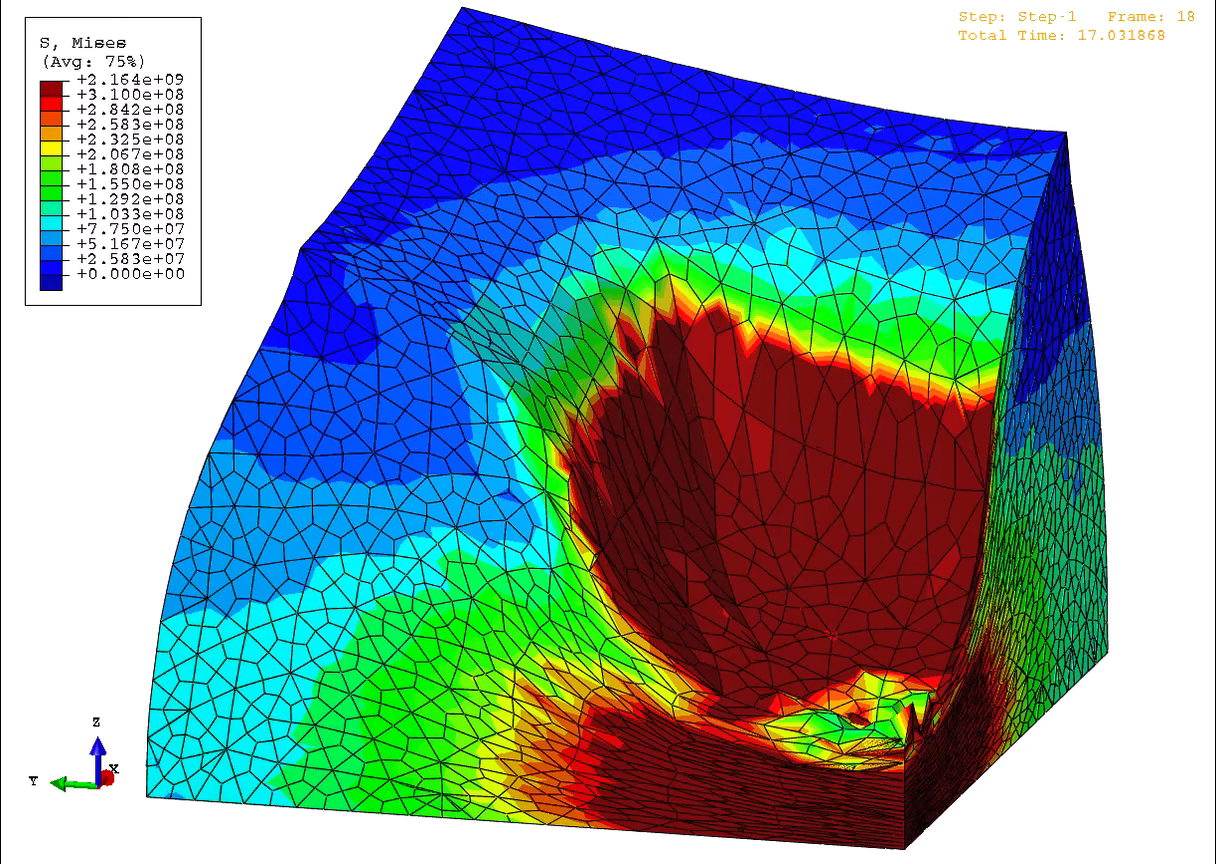 Step: Step-1 Frame: 18
Total Time: 17.031868
S, Mises
(Avg: 75%)
+2.164e+09
+3.100e+08
+2.842e+08
+2.583e+08
+2.325e+08
+2.067e+08
+1.808e+08
+1.550e+08
+1.292e+08
+1.033e+08
+7.750e+07
+5.167e+07
+2.583e+07
+0.000e+00
Z
Y
X